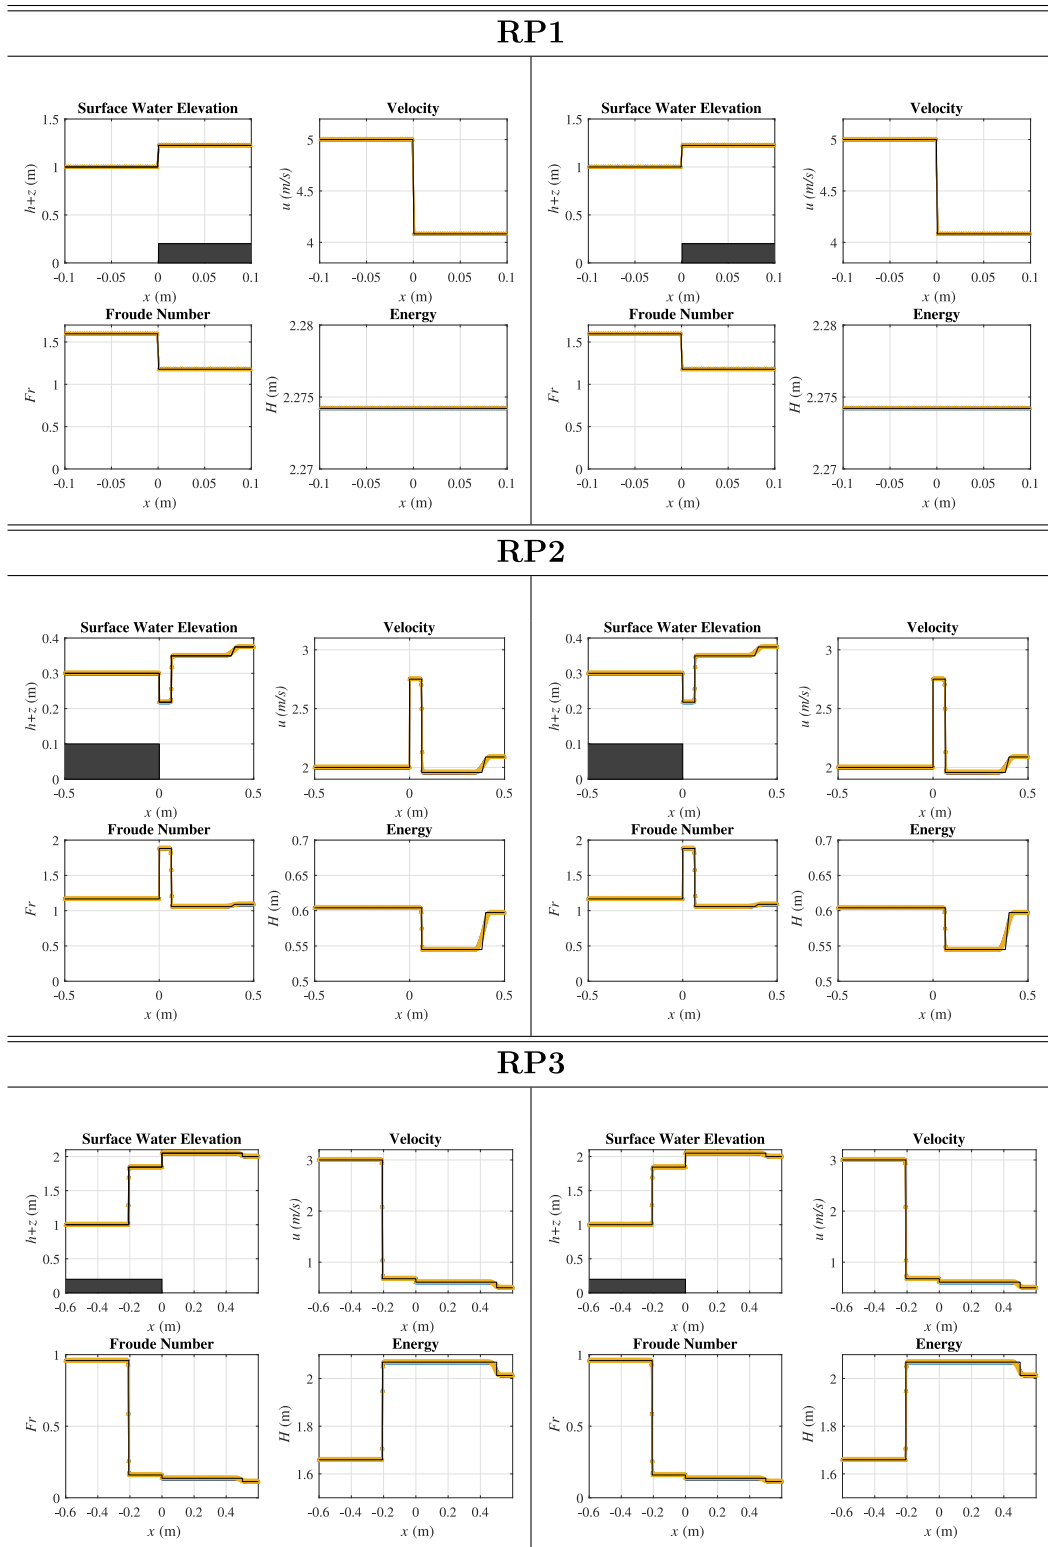 RP1
Surface Water Elevation Velocity Surface Water Elevation Velocity
h+z (m) 1.5 1 0.5 0 u (m/s) 5 4.5 4 h+z (m) 1.5 1 0.5 0 u (m/s) 5 4.5 4
-0.1 -0.05 0 0.05 0.1 -0.1 -0.05 0 0.05 0.1 -0.1 -0.05 0 0.05 0.1 -0.1 -0.05 0 0.05 0.1
x (m) x (m) x (m) x (m)
Froude Number Energy Froude Number Energy
Fr 1.5 1 0.5 0 H (m) 2.28 2.275 2.27 Fr 1.5 1 0.5 0 H (m) 2.28 2.275 2.27
-0.1 -0.05 0 0.05 0.1 -0.1 -0.05 0 0.05 0.1 -0.1 -0.05 0 0.05 0.1 -0.1 -0.05 0 0.05 0.1
x (m) x (m) x (m) x (m)
RP2
Surface Water Elevation Velocity Surface Water Elevation Velocity
h+z (m) 0.4 0.3 0.2 0.1 0 u (m/s) 3 2.5 2 h+z (m) 0.4 0.3 0.2 0.1 0 u (m/s) 3 2.5 2
-0.5 0 0.5 -0.5 0 0.5 -0.5 0 0.5 -0.5 0 0.5
x (m) x (m) x (m) x (m)
Froude Number Energy Froude Number Energy
Fr 2 1.5 1 0.5 0 H (m) 0.7 0.65 0.6 0.55 0.5 Fr 2 1.5 1 0.5 0 H (m) 0.7 0.65 0.6 0.55 0.5
-0.5 0 0.5 -0.5 0 0.5 -0.5 0 0.5 -0.5 0 0.5
x (m) x (m) x (m) x (m)
RP3
Surface Water Elevation Velocity Surface Water Elevation Velocity
h+z (m) 2 1.5 1 0.5 0 u (m/s) 3 2 1 h+z (m) 2 1.5 1 0.5 0 u (m/s) 3 2 1
-0.6 -0.4 -0.2 0 0.2 0.4 -0.6 -0.4 -0.2 0 0.2 0.4 -0.6 -0.4 -0.2 0 0.2 0.4 -0.6 -0.4 -0.2 0 0.2 0.4
x (m) x (m) x (m) x (m)
Froude Number Energy Froude Number Energy
Fr 1 0.5 0 H (m) 2 1.8 1.6 Fr 1 0.5 0 H (m) 2 1.8 1.6
-0.6 -0.4 -0.2 0 0.2 0.4 -0.6 -0.4 -0.2 0 0.2 0.4 -0.6 -0.4 -0.2 0 0.2 0.4 -0.6 -0.4 -0.2 0 0.2 0.4
x (m) x (m) x (m) x (m)